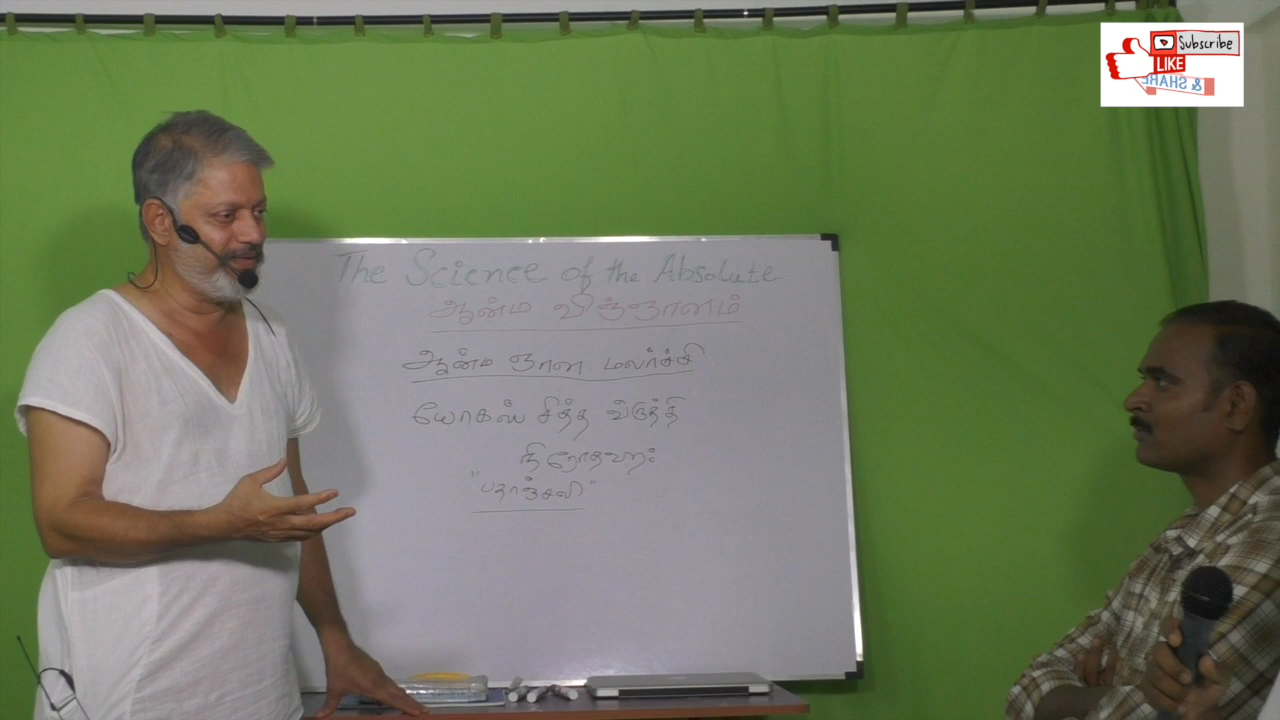 Subscribe
LIKE
& SHARE
The Science of the Absolute
ஆன்ம விஞ்ஞானம்
ஆன்ம ஞான மலர்ச்சி
யோகஸ் சித்த வ்ருத்தி
நிரோதஹ:
"பதாஞ்சலி"